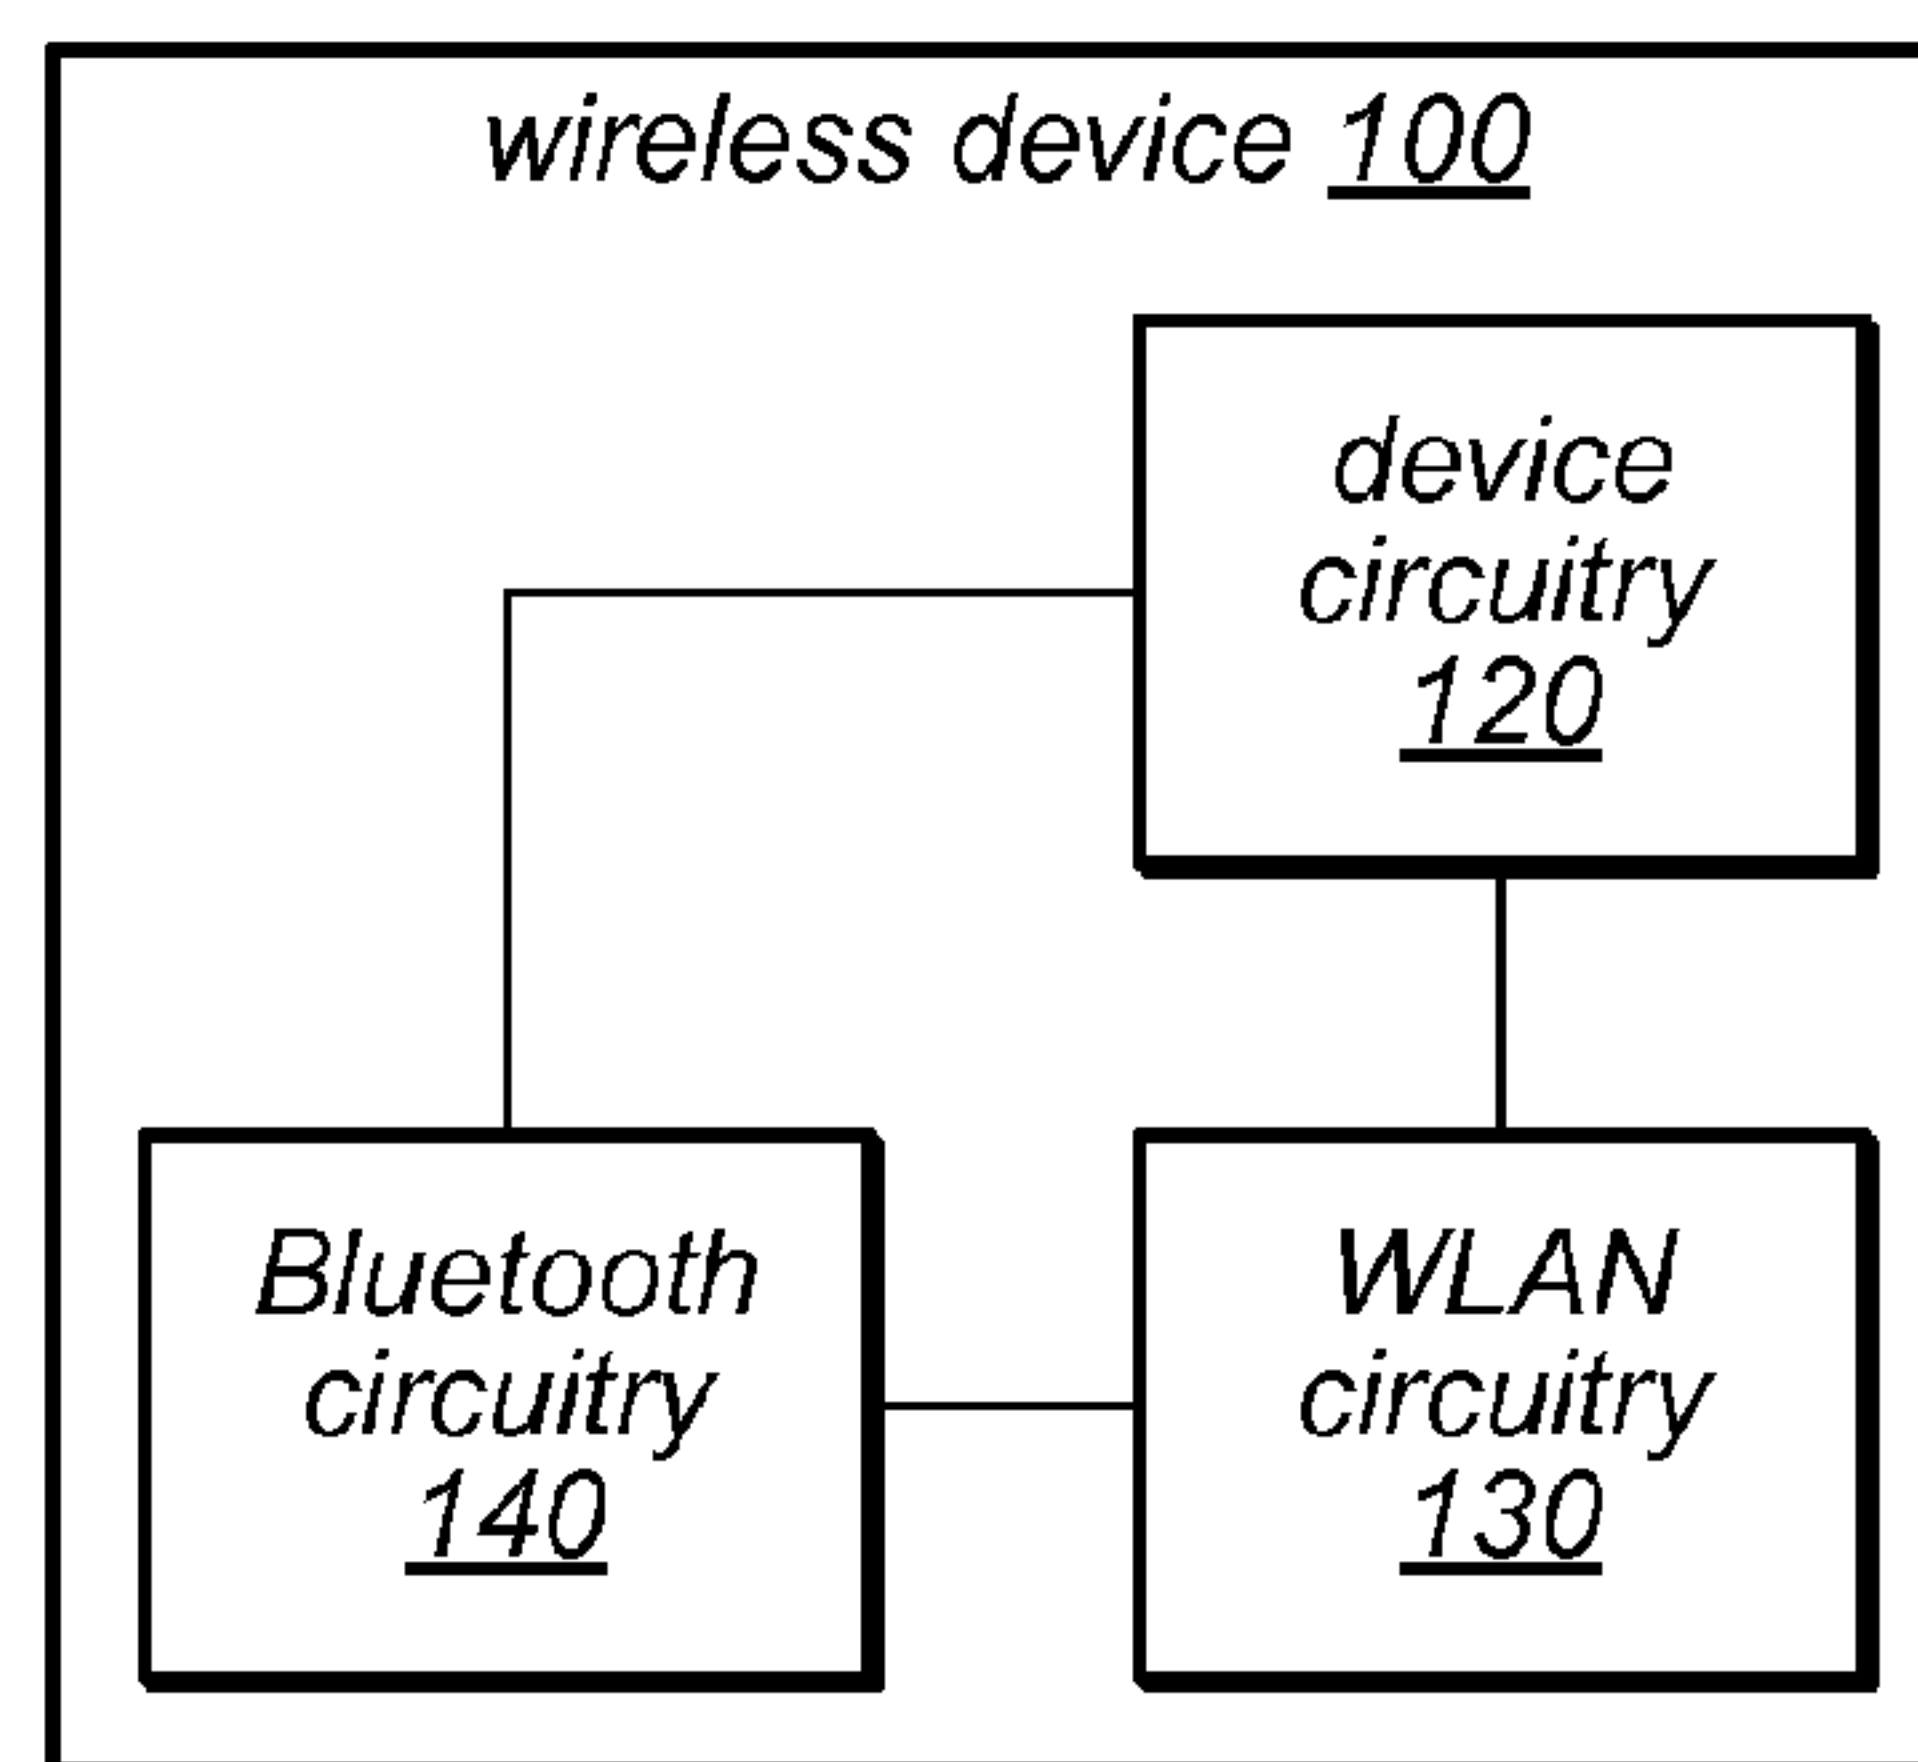 wireless device 100
device
circuitry
120
Bluetooth
circuitry
140
WLAN
circuitry
130